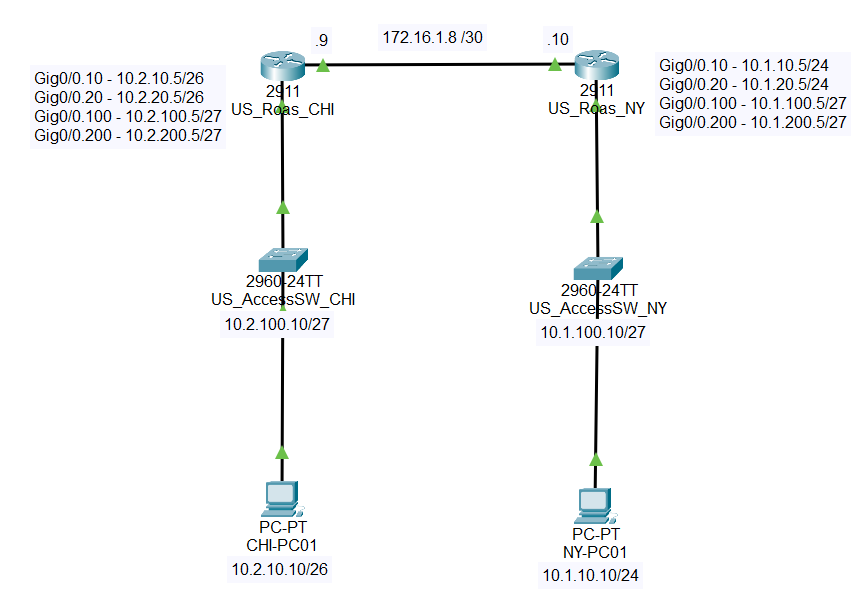 .9
172.16.1.8 /30
.10
Gig0/0.10 - 10.2.10.5/26
Gig0/0.20 - 10.2.20.5/26
Gig0/0.100 - 10.2.100.5/27
Gig0/0.200 - 10.2.200.5/27
2911
US_Roas_CHI
2911
US_Roas_NY
Gig0/0.10 - 10.1.10.5/24
Gig0/0.20 - 10.1.20.5/24
Gig0/0.100 - 10.1.100.5/27
Gig0/0.200 - 10.1.200.5/27
2960-24TT
US_AccessSW_CHI
10.2.100.10/27
2960-24TT
US_AccessSW_NY
10.1.100.10/27
PC-PT
CHI-PC01
10.2.10.10/26
PC-PT
NY-PC01
10.1.10.10/24